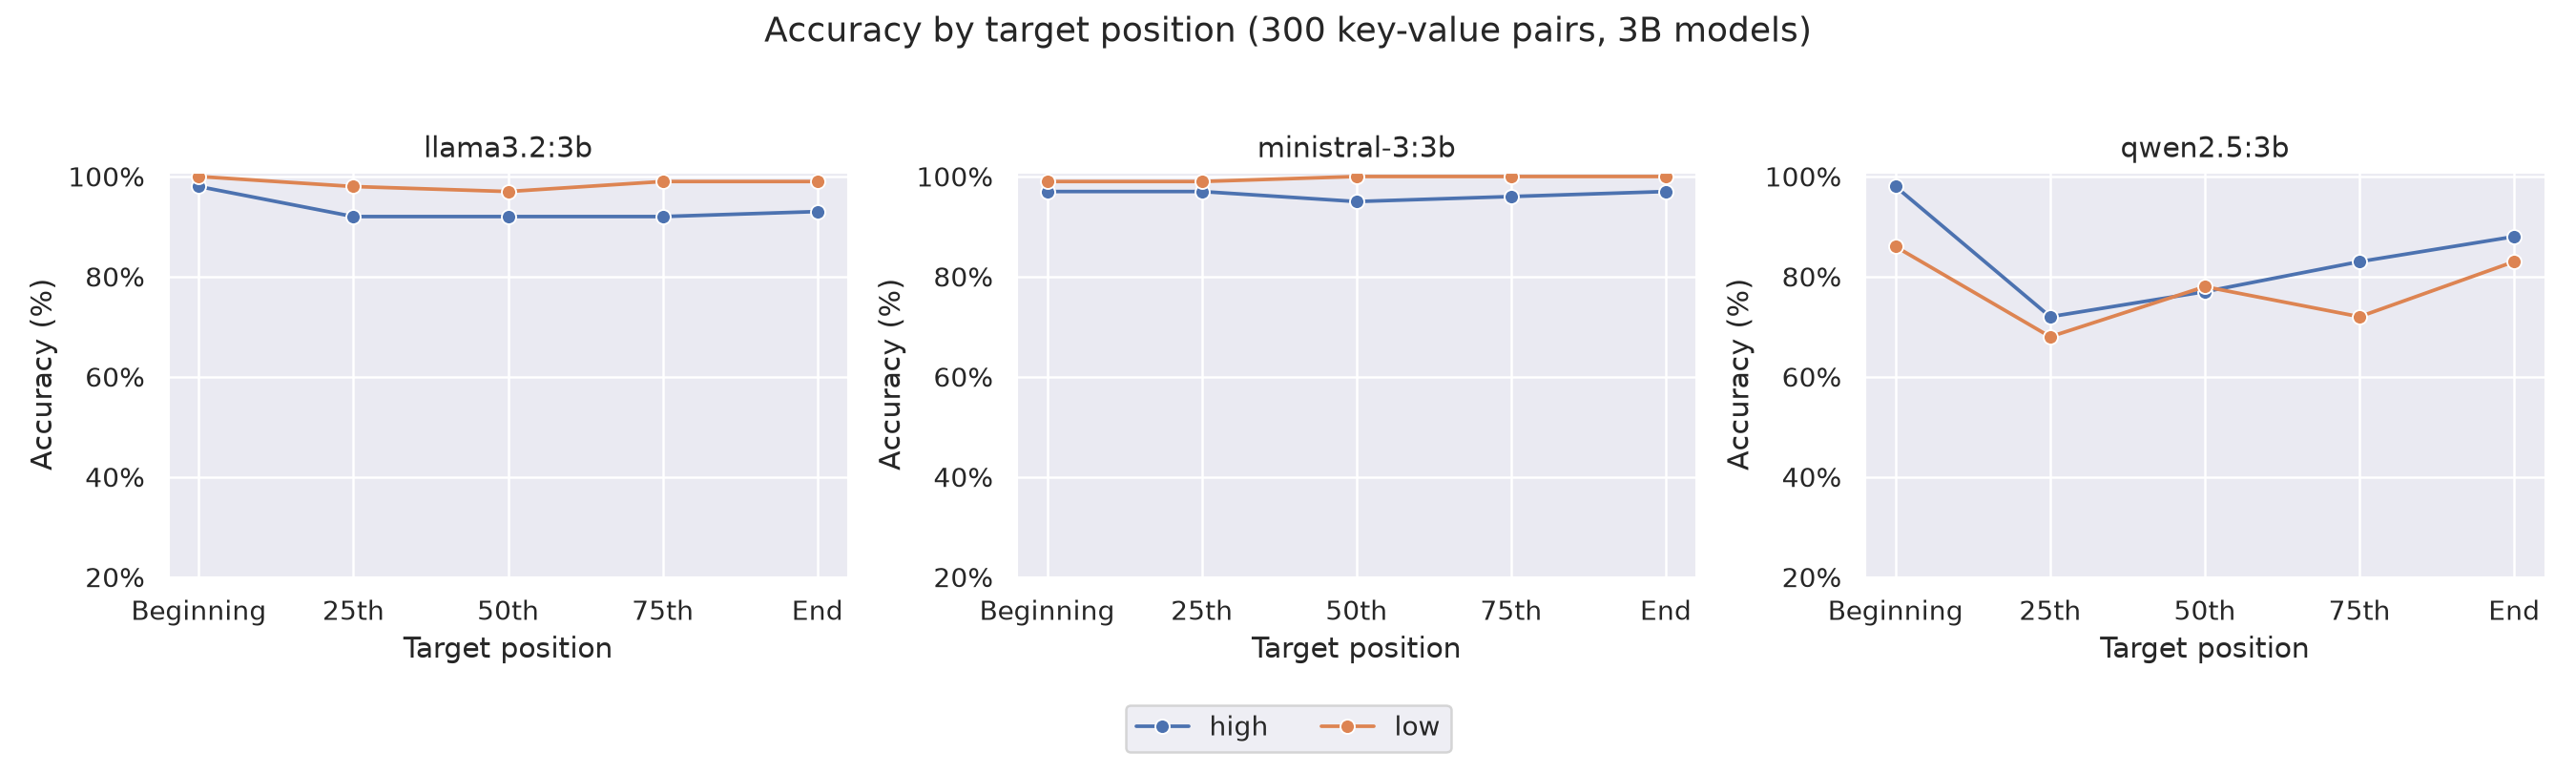 Accuracy by target position (300 key-value pairs, 3B models)
llama3.2:3b
Accuracy (%)
100%
80%
60%
40%
20%
Beginning 25th 50th 75th End
Target position
ministral-3:3b
Accuracy (%)
100%
80%
60%
40%
20%
Beginning 25th 50th 75th End
Target position
qwen2.5:3b
Accuracy (%)
100%
80%
60%
40%
20%
Beginning 25th 50th 75th End
Target position
high low